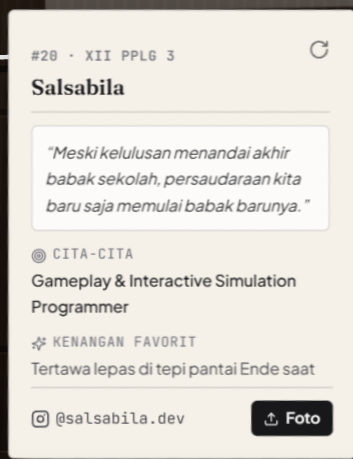 #20 · XII PPLG 3
Salsabila
“Meski kelulusan menandai akhir
babak sekolah, persaudaraan kita
baru saja memulai babak barunya.”
CITA-CITA
Gameplay & Interactive Simulation
Programmer
KENANGAN FAVORIT
Tertawa lepas di tepi pantai Ende saat
@salsabila.dev
Foto